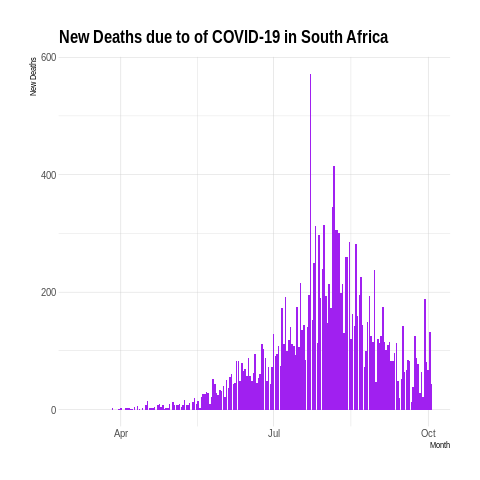 New Deaths due to of COVID-19 in South Africa
New Deaths
600
400
200
0
Apr
Jul
Oct
Month